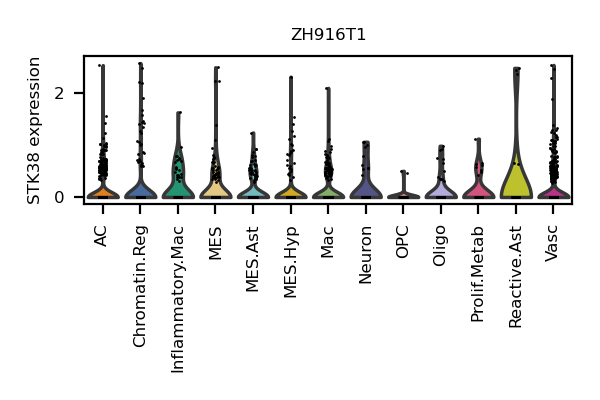 ZH916T1
STK38 expression
2
0
AC
Chromatin.Reg
Inflammatory.Mac
MES
MES.Ast
MES.Hyp
Mac
Neuron
OPC
Oligo
Prolif.Metab
Reactive.Ast
Vasc